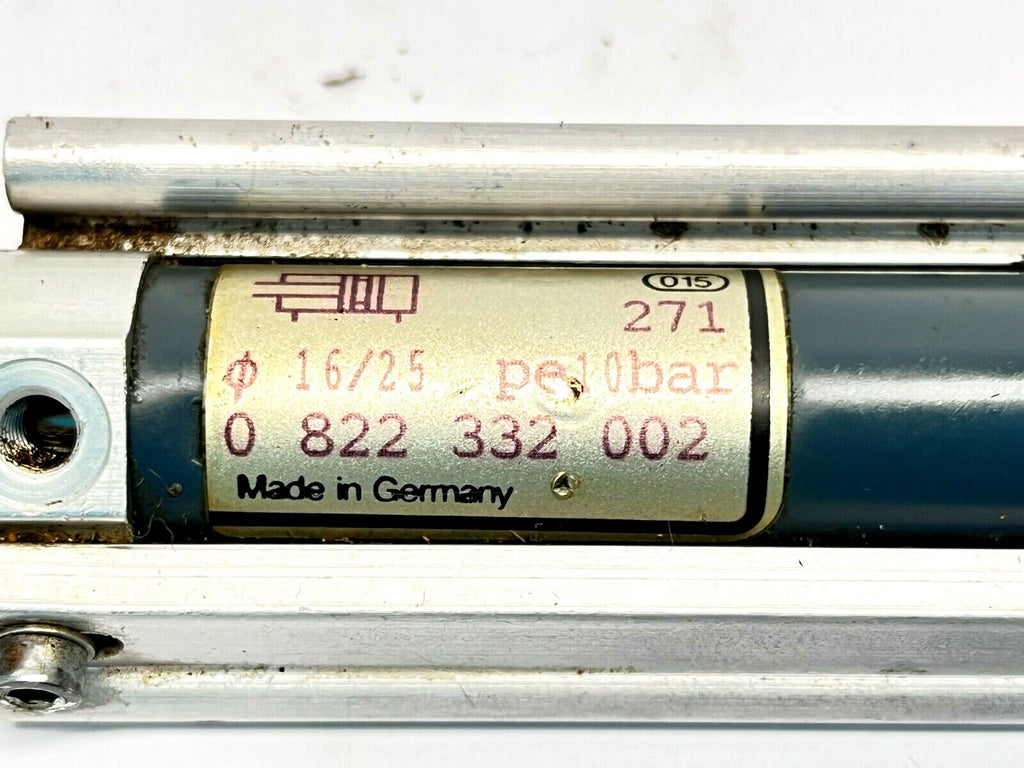 015
271
ϕ 16/25 pe10bar
0 822 332 002
Made in Germany